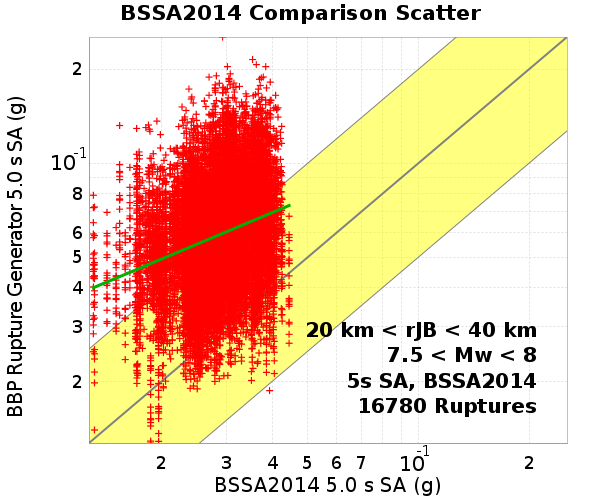 BSSA2014 Comparison Scatter
BBP Rupture Generator 5.0 s SA (g)
2
10-1
8
6
5
4
3
2
20 km < rJB < 40 km
7.5 < Mw < 8
5s SA, BSSA2014
16780 Ruptures
2 3 4 5 6 7 10-1 2
BSSA2014 5.0 s SA (g)